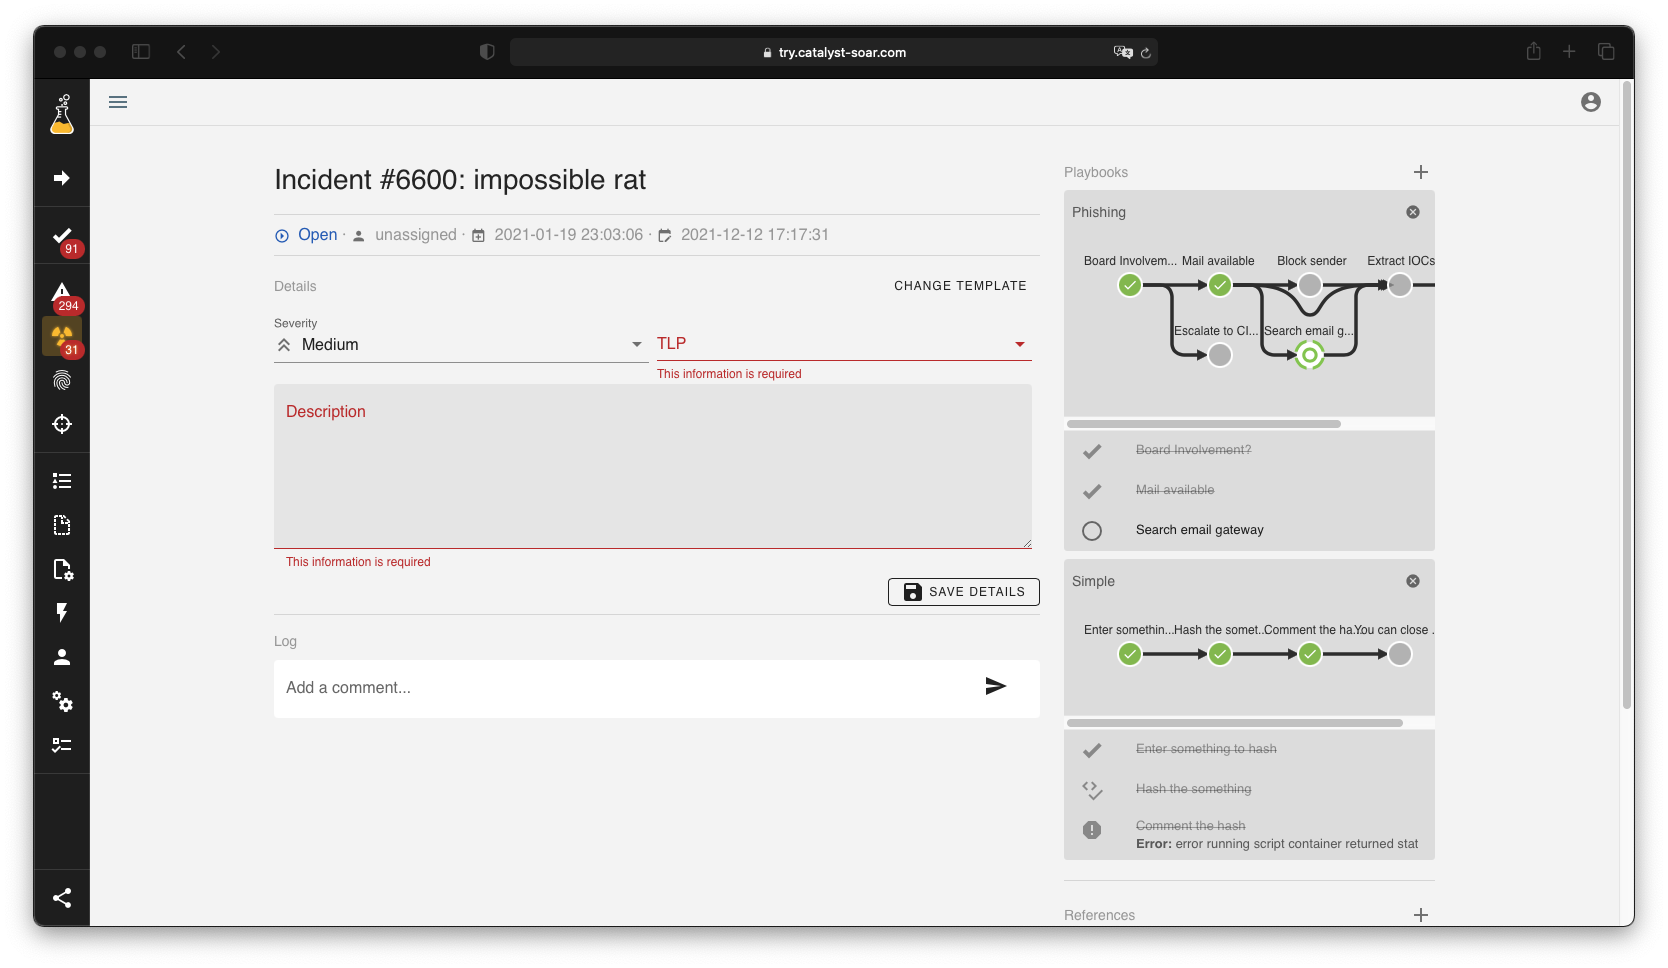 try.catalyst-soar.com
91
294
31
Incident #6600: impossible rat
Open · unassigned · 2021-01-19 23:03:06 · 2021-12-12 17:17:31
Details
CHANGE TEMPLATE
Severity
Medium
TLP
This information is required
Description
This information is required
SAVE DETAILS
Log
Add a comment...
Playbooks
Phishing
Board Involvem... Mail available Block sender Extract IOCs
Escalate to CI... Search email g...
Board Involvement?
Mail available
Search email gateway
Simple
Enter somethin... Hash the somet... Comment the ha... You can close .
Enter something to hash
Hash the something
Comment the hash
Error: error running script container returned stat
References